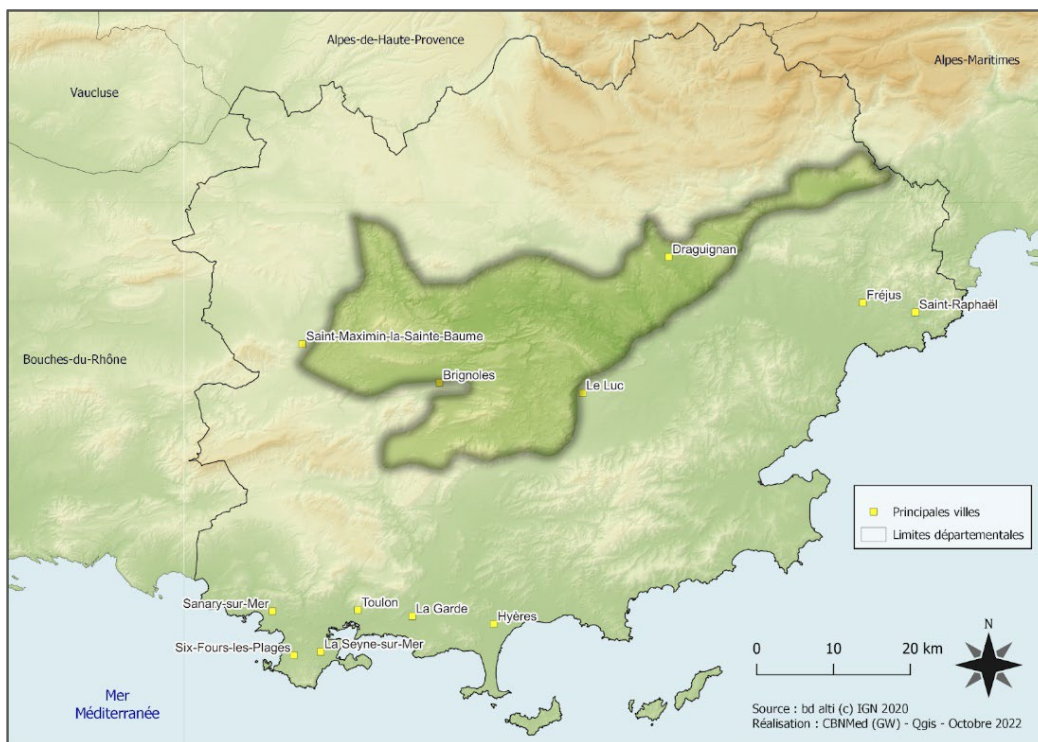 Alpes-de-Haute-Provence
Alpes-Maritimes
Vaucluse
Draguignan
Fréjus
Saint-Raphaël
Saint-Maximin-la-Sainte-Baume
Bouches-du-Rhône
Brignoles
Le Luc
Principales villes
Limites départementales
Sanary-sur-Mer
Toulon
La Garde
Hyères
Six-Fours-les-Plages
La Seyne-sur-Mer
N
0 10 20 km
Mer
Méditerranée
Source : bd alti (c) IGN 2020
Réalisation : CBNMed (GW) - Qgis - Octobre 2022